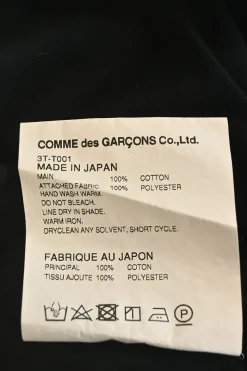 COMME des GARÇONS Co.,Ltd.
3T-T001
MADE IN JAPAN
MAIN 100% COTTON
ATTACHED FABRIC 100% POLYESTER
HAND WASH WARM.
DO NOT BLEACH.
LINE DRY IN SHADE.
WARM IRON.
DRYCLEAN ANY SOLVENT, SHORT CYCLE.
FABRIQUE AU JAPON
PRINCIPAL 100% COTON
TISSU AJOUTE 100% POLYESTER
P